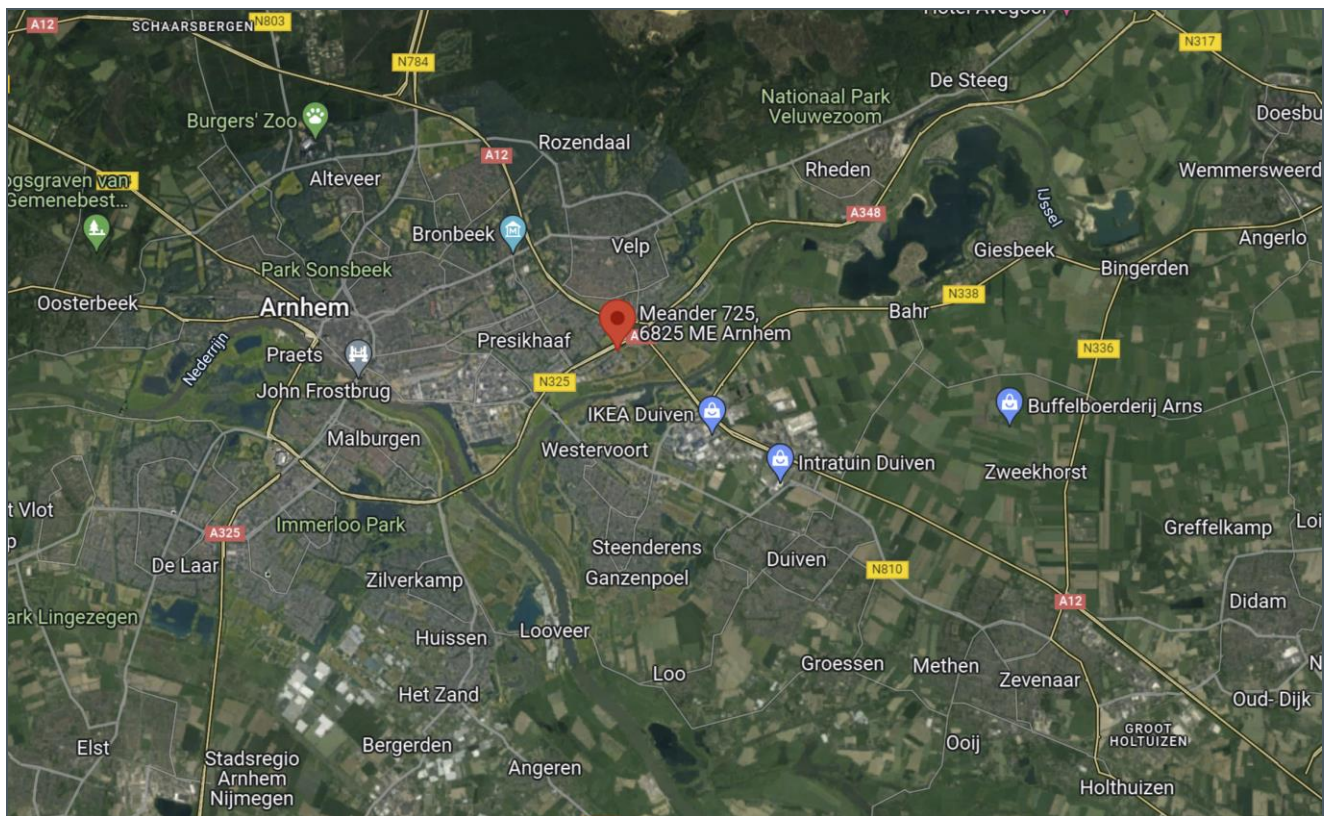 Hotel Avegoor
A12
SCHAARSBERGEN
N803
N317
N784
De Steeg
Nationaal Park
Veluwezoom
Doesbu
Burgers' Zoo
Rozendaal
A12
Rheden
Wemmersweerd
ogsgraven van
Gemenebest...
Alteveer
A348
IJssel
Bronbeek
Velp
Giesbeek
Angerlo
Bingerden
Park Sonsbeek
Oosterbeek
Arnhem
N338
Bahr
Meander 725,
6825 ME Arnhem
Presikhaaf
Nederrijn
Praets
N336
John Frostbrug
N325
IKEA Duiven
Buffelboerderij Arns
Malburgen
Westervoort
Intratuin Duiven
Zweekhorst
t Vlot
p
Immerloo Park
A325
Greffelkamp
Loi
Steenderens
De Laar
Duiven
Zilverkamp
Ganzenpoel
N810
A12
Didam
ark Lingezegen
Huissen
Looveer
Loo
Groessen
Methen
Zevenaar
N
Het Zand
Oud- Dijk
Elst
Bergerden
Ooij
GROOT
HOLTUIZEN
Stadsregio
Arnhem
Nijmegen
Angeren
Holthuizen